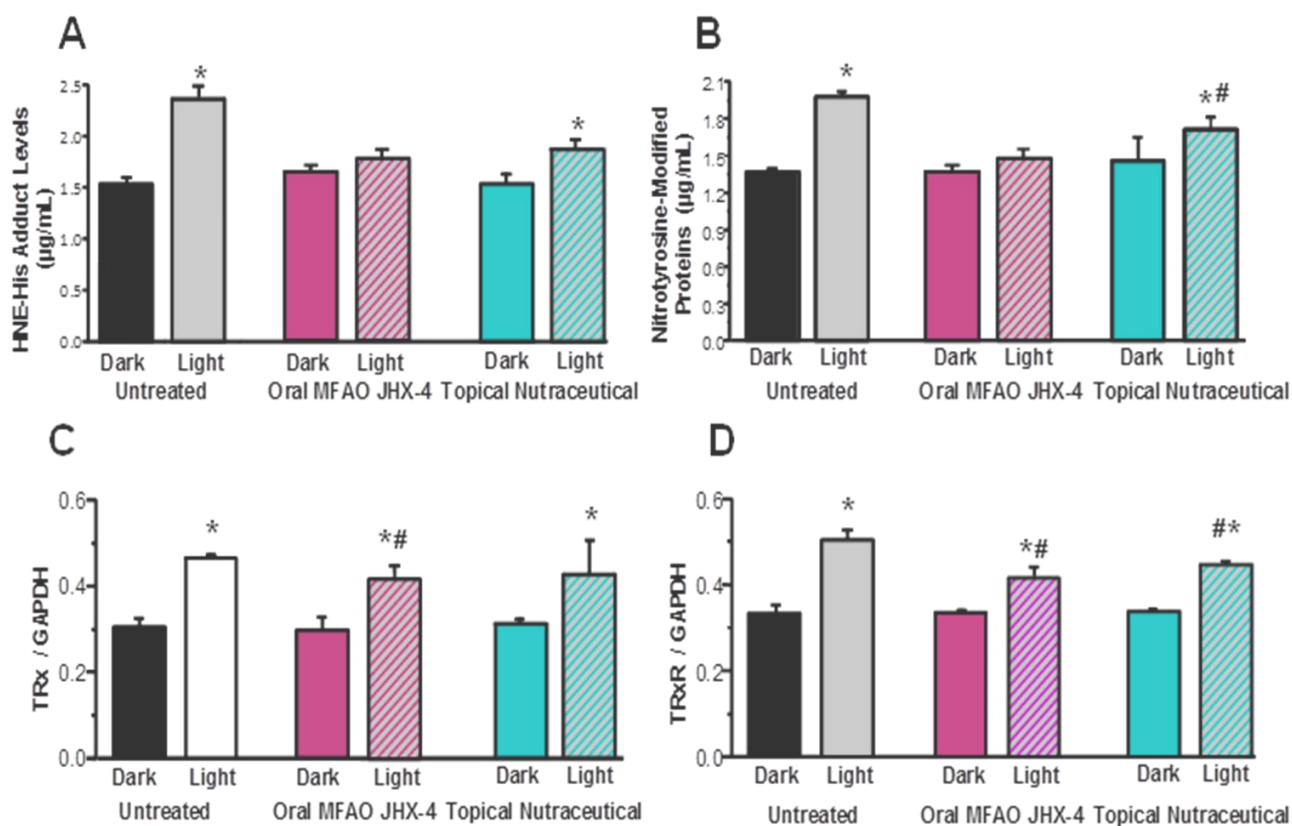 A
HNE-His Adduct Levels
(µg/mL)
2.5
2.0
1.5
1.0
0.5
0.0
*
*
Dark Light Dark Light Dark Light
Untreated Oral MFAO JHX-4 Topical Nutraceutical
B
Nitrotyrosine-Modified
Proteins (µg/mL)
2.1
1.8
1.5
1.2
0.9
0.6
0.3
0.0
*
*#
Dark Light Dark Light Dark Light
Untreated Oral MFAO JHX-4 Topical Nutraceutical
C
TRx / GAPDH
0.6
0.4
0.2
0.0
*
*#
*
Dark Light Dark Light Dark Light
Untreated Oral MFAO JHX-4 Topical Nutraceutical
D
TRxR / GAPDH
0.6
0.4
0.2
0.0
*
*#
#*
Dark Light Dark Light Dark Light
Untreated Oral MFAO JHX-4 Topical Nutraceutical